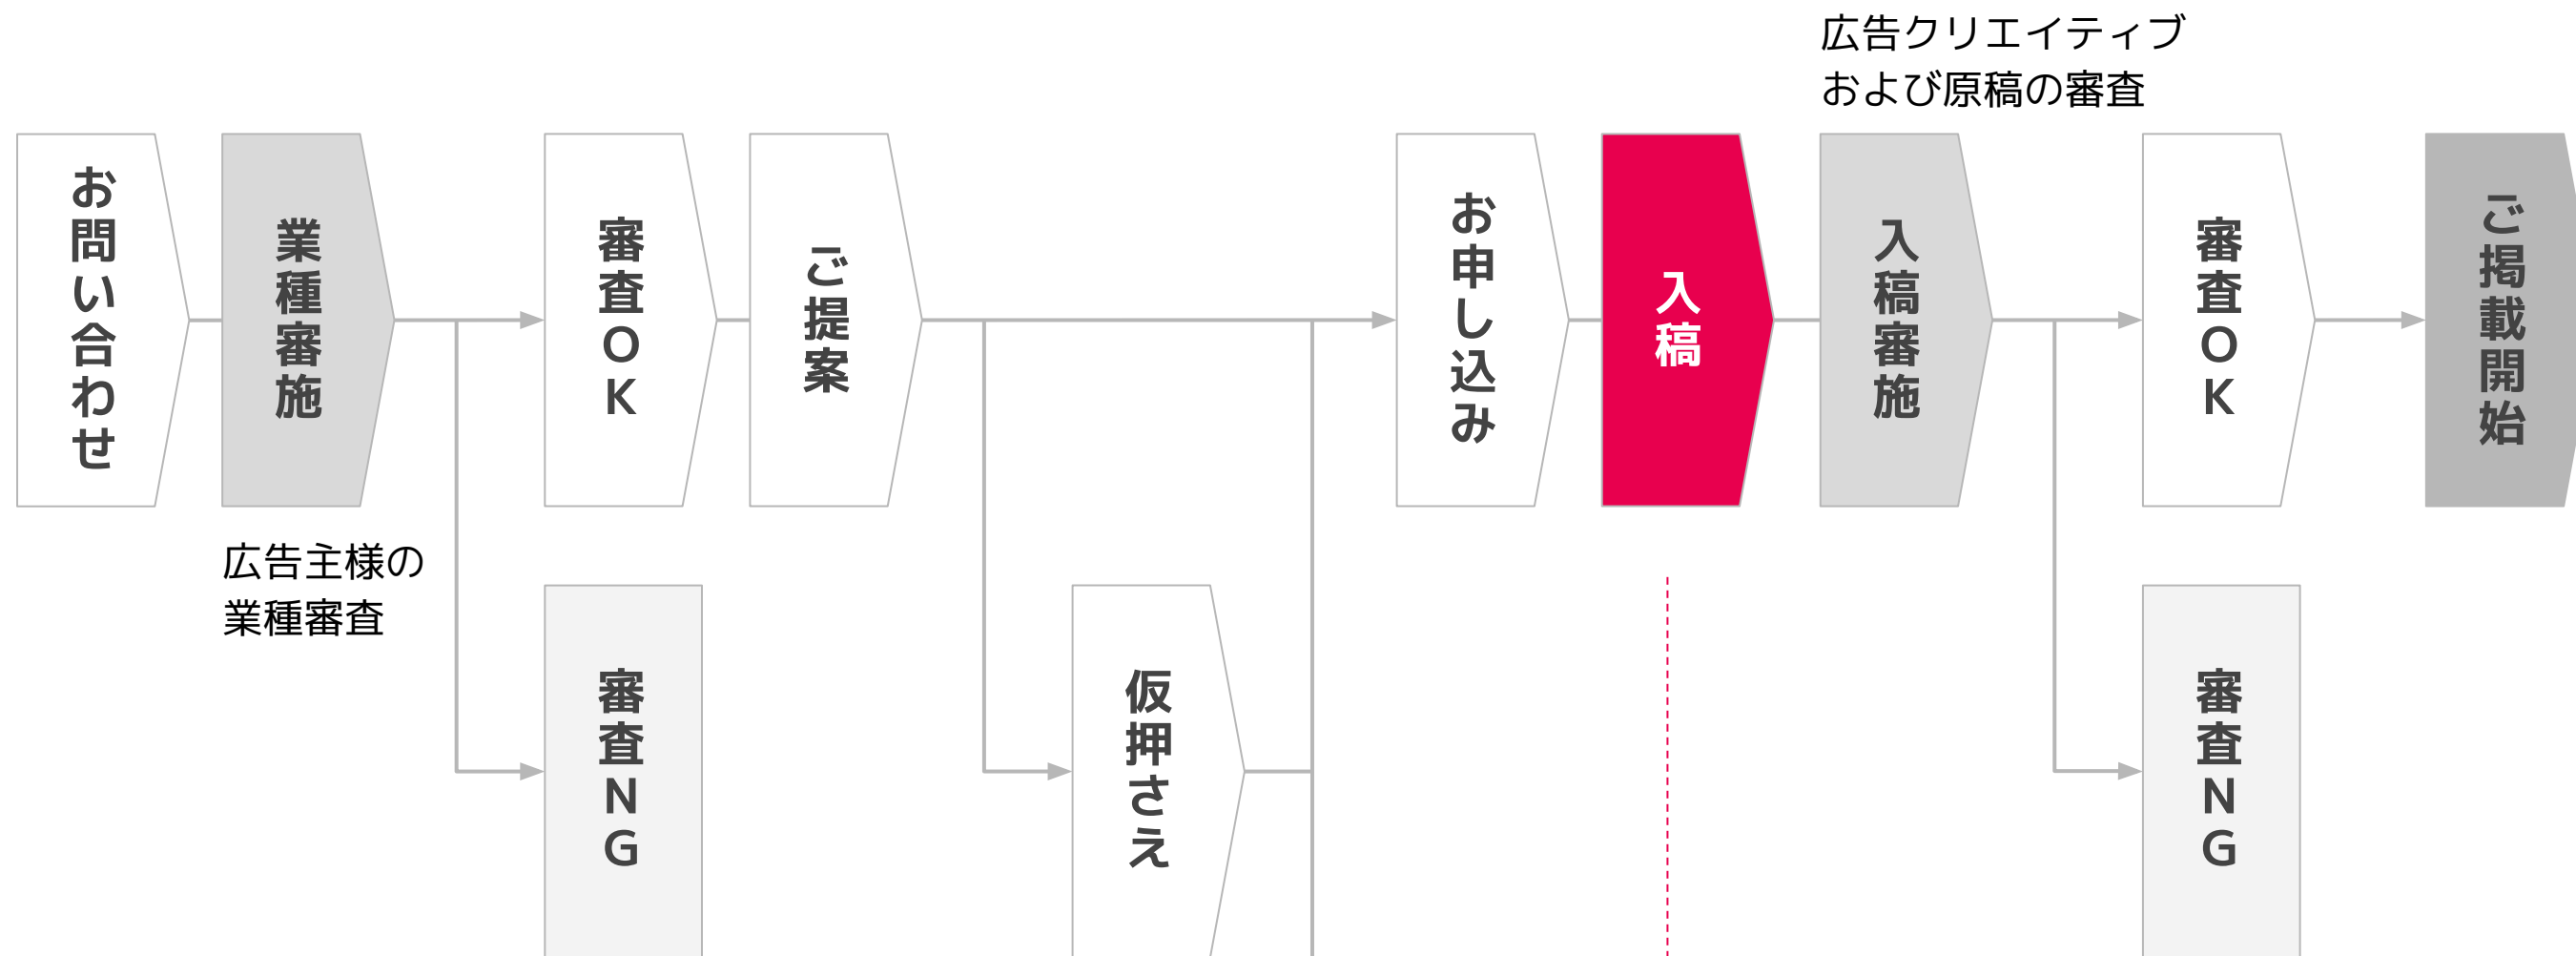 広告クリエイティブ
および原稿の審査
お問い合わせ
業種審施
審査OK
ご提案
お申し込み
入稿
入稿審施
審査OK
ご掲載開始
広告主様の
業種審査
審査NG
仮押さえ
審査NG